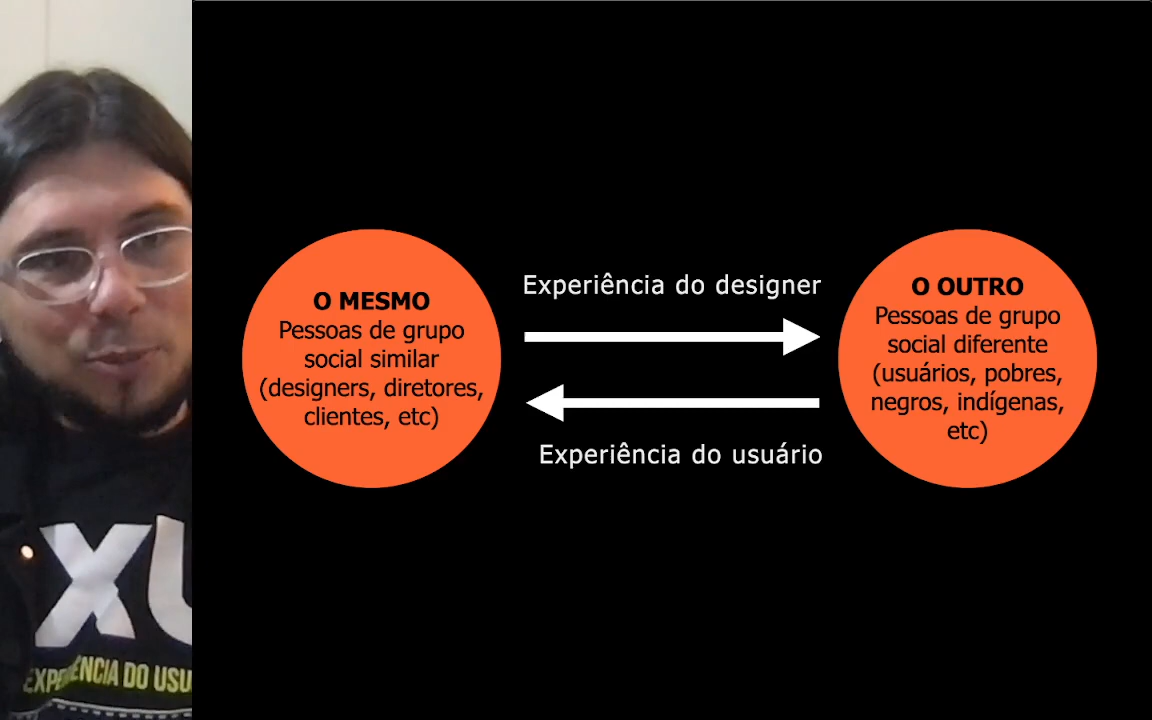 O MESMO
Pessoas de grupo
social similar
(designers, diretores,
clientes, etc)
Experiência do designer
Experiência do usuário
O OUTRO
Pessoas de grupo
social diferente
(usuários, pobres,
negros, indígenas,
etc)
XU
EXPERIÊNCIA DO USU